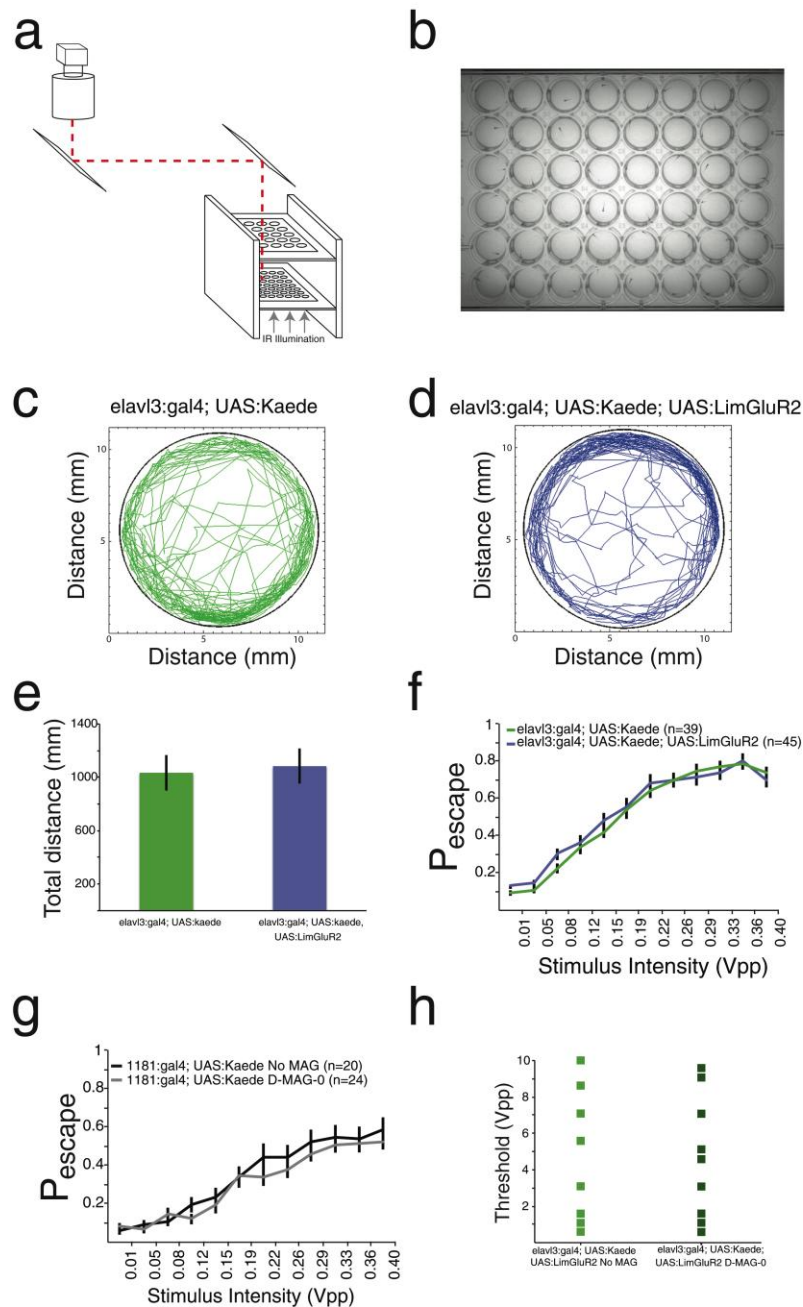 a
IR Illumination
b
c
elavl3:gal4; UAS:Kaede
10
5
0
5
10
Distance (mm)
Distance (mm)
d
elavl3:gal4; UAS:Kaede; UAS:LimGluR2
10
5
0
5
10
Distance (mm)
Distance (mm)
e
1400
1000
600
200
Total distance (mm)
elavl3:gal4; UAS:kaede
elavl3:gal4; UAS:kaede,
UAS:LimGluR2
f
elavl3:gal4; UAS:Kaede (n=39)
elavl3:gal4; UAS:Kaede; UAS:LimGluR2 (n=45)
1
0.8
0.6
0.4
0.2
Pescape
0.01
0.05
0.08
0.12
0.15
0.19
0.22
0.26
0.29
0.33
0.36
0.40
Stimulus Intensity (Vpp)
g
1181:gal4; UAS:Kaede No MAG (n=20)
1181:gal4; UAS:Kaede D-MAG-0 (n=24)
1
0.8
0.6
0.4
0.2
Pescape
0.01
0.05
0.08
0.12
0.15
0.19
0.22
0.26
0.29
0.33
0.36
0.40
Stimulus Intensity (Vpp)
h
10
8
6
4
2
Threshold (Vpp)
elavl3:gal4; UAS:Kaede
UAS:LimGluR2 No MAG
elavl3:gal4; UAS:Kaede;
UAS:LimGluR2 D-MAG-0